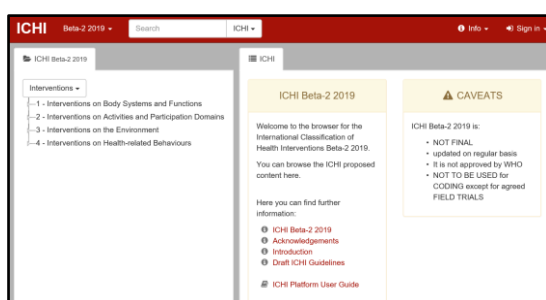 ICHI Beta-2 2019 Search ICHI Info Sign in
ICHI Beta-2 2019
Interventions
1 - Interventions on Body Systems and Functions
2 - Interventions on Activities and Participation Domains
3 - Interventions on the Environment
4 - Interventions on Health-related Behaviours
ICHI
ICHI Beta-2 2019
Welcome to the browser for the
International Classification of
Health Interventions Beta-2 2019.
You can browse the ICHI proposed
content here.
Here you can find further
information:
ICHI Beta-2 2019
Acknowledgements
Introduction
Draft ICHI Guidelines
ICHI Platform User Guide
CAVEATS
ICHI Beta-2 2019 is:
• NOT FINAL
• updated on regular basis
• It is not approved by WHO
• NOT TO BE USED for
CODING except for agreed
FIELD TRIALS